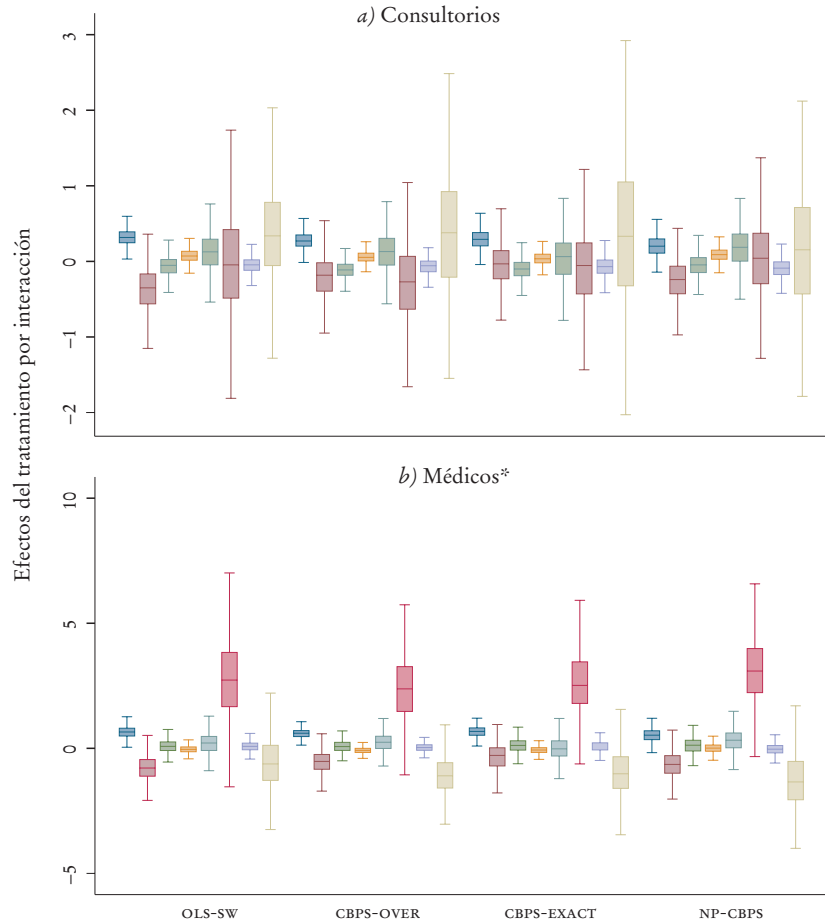 a) Consultorios
3
2
1
0
−1
−2
Efectos del tratamiento por interacción
b) Médicos*
10
5
0
−5
OLS-SW CBPS-OVER CBPS-EXACT NP-CBPS